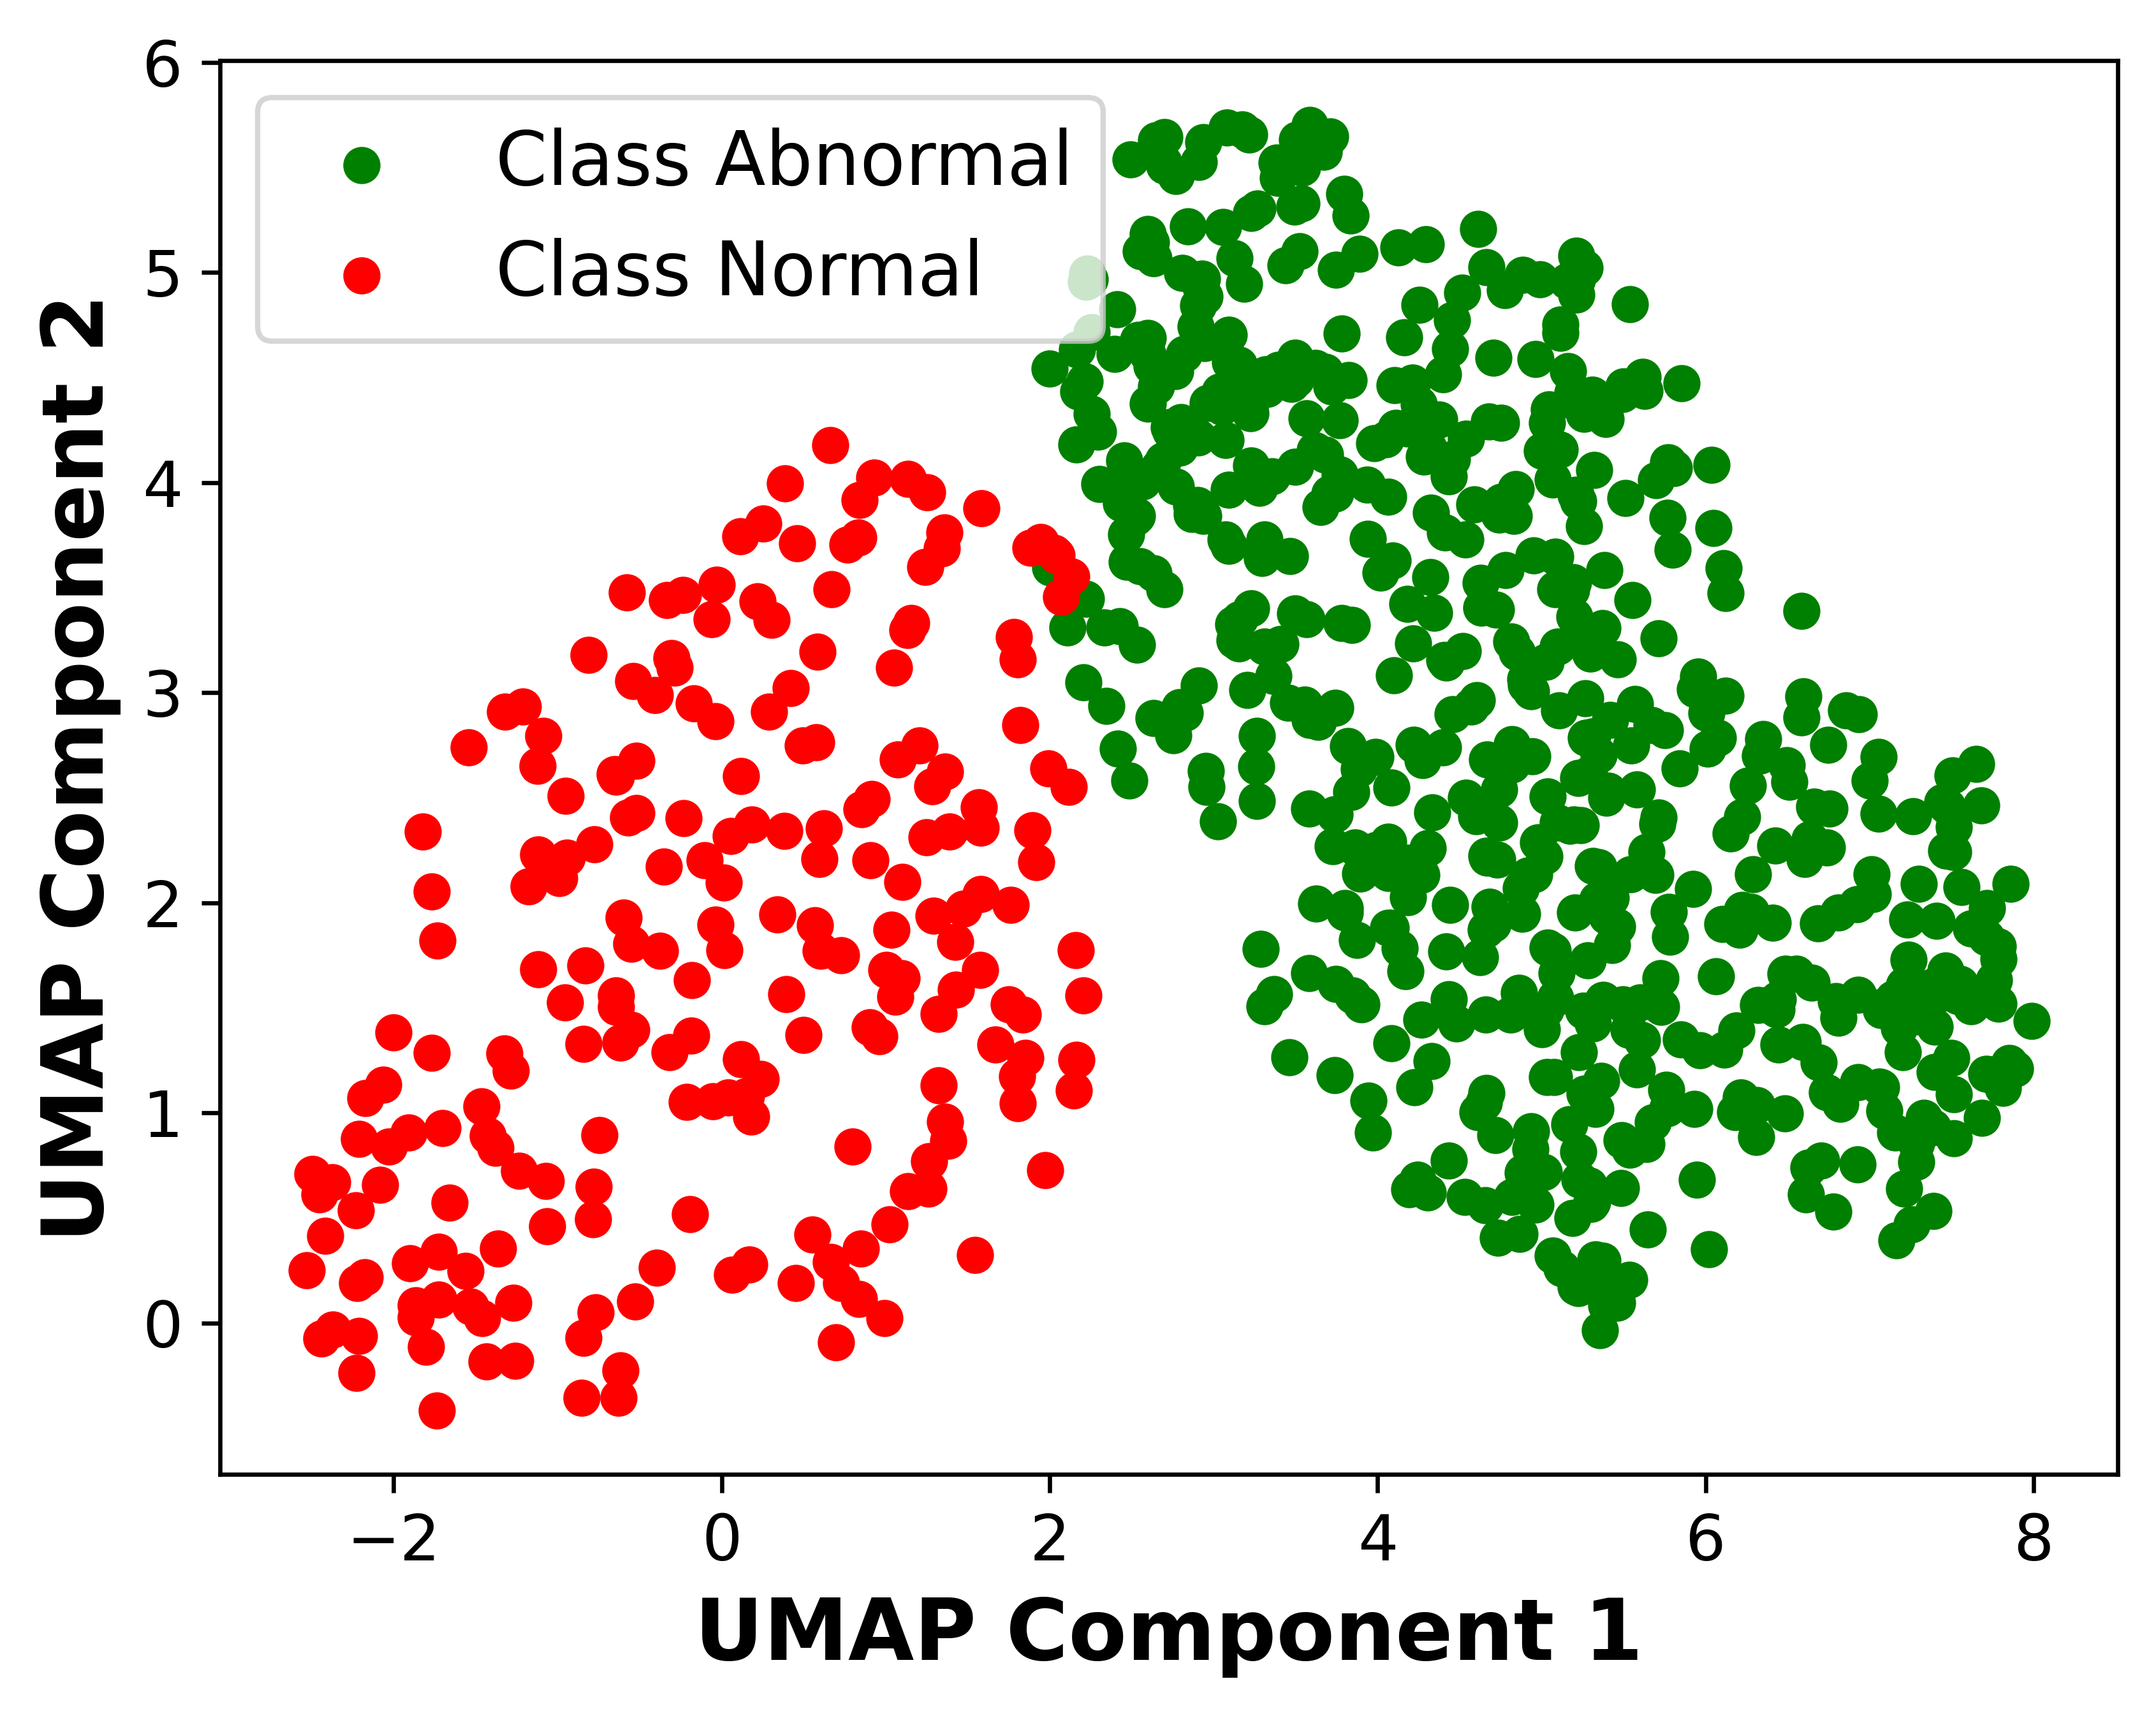 6
5
4
3
2
1
0
Class Abnormal
Class Normal
UMAP Component 2
−2 0 2 4 6 8
UMAP Component 1